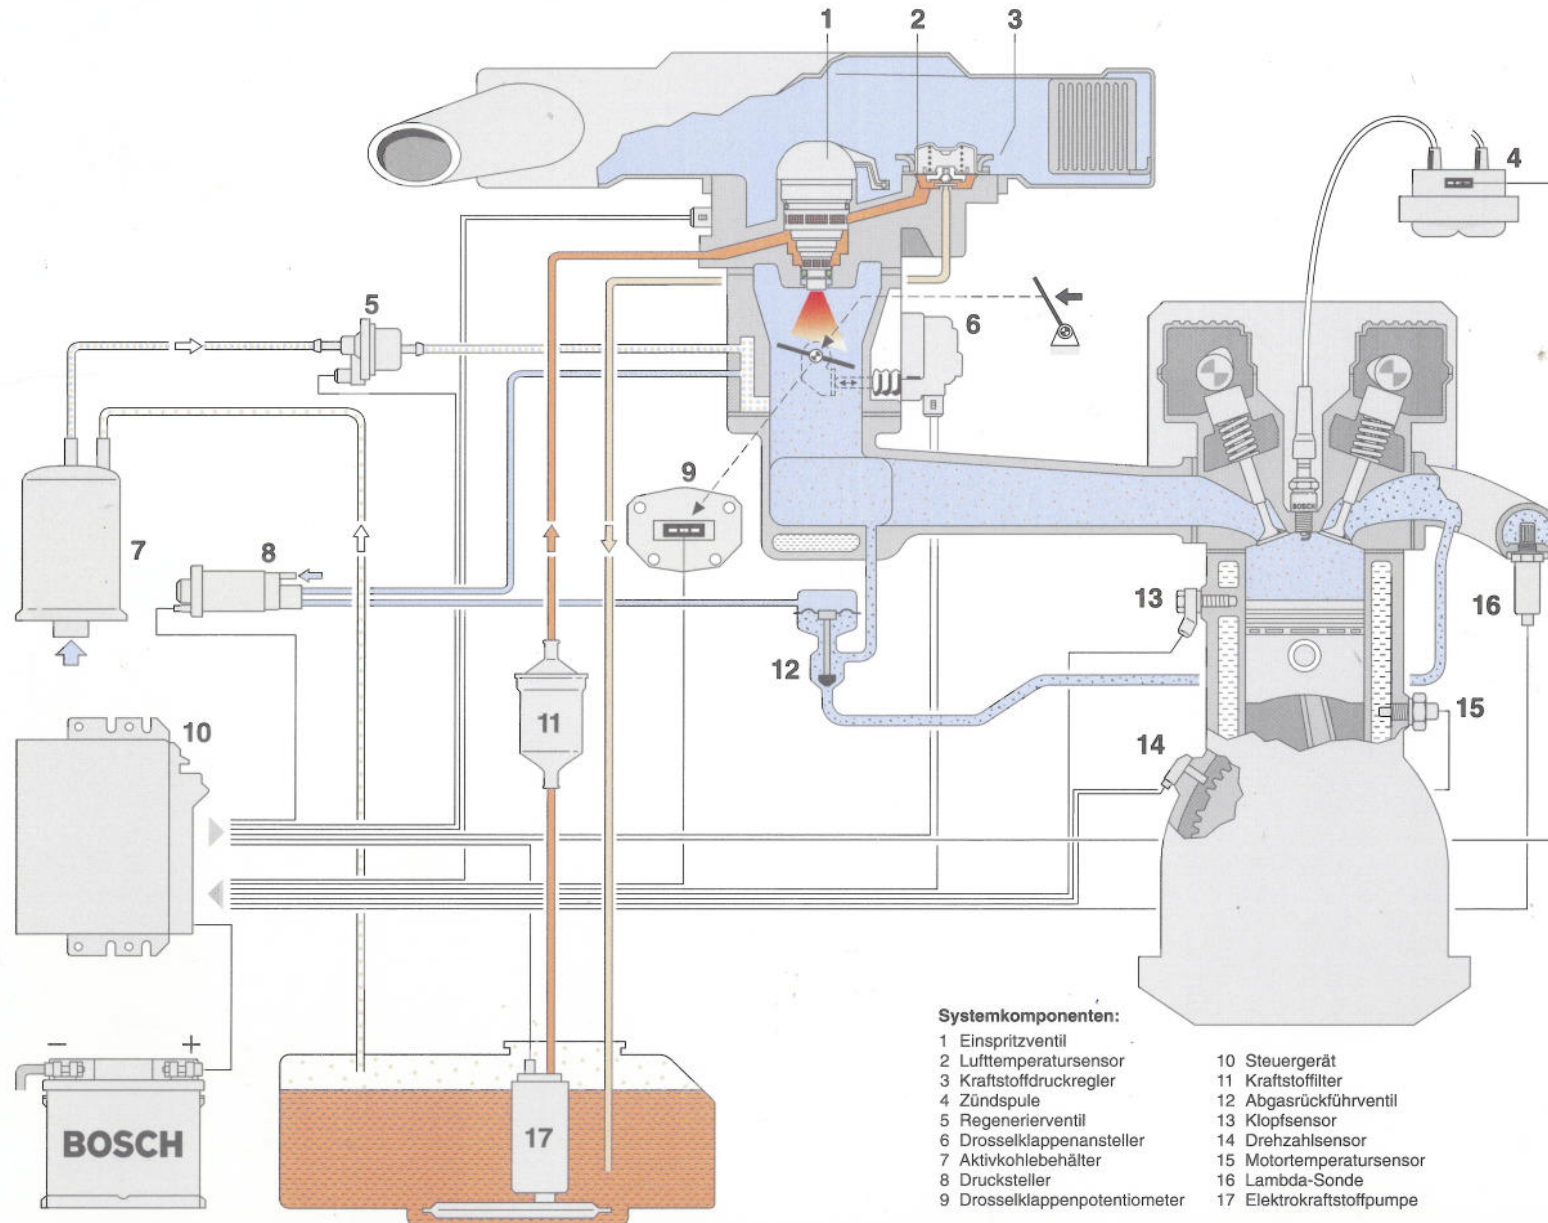 1 2 3
4
5
6
9
BOSCH
7
8
13
16
12
11
15
10
14
− +
BOSCH
17
Systemkomponenten:
1 Einspritzventil
2 Lufttemperatursensor
3 Kraftstoffdruckregler
4 Zündspule
5 Regenerierventil
6 Drosselklappenansteller
7 Aktivkohlebehälter
8 Drucksteller
9 Drosselklappenpotentiometer
10 Steuergerät
11 Kraftstoffilter
12 Abgasrückführventil
13 Klopfsensor
14 Drehzahlsensor
15 Motortemperatursensor
16 Lambda-Sonde
17 Elektrokraftstoffpumpe